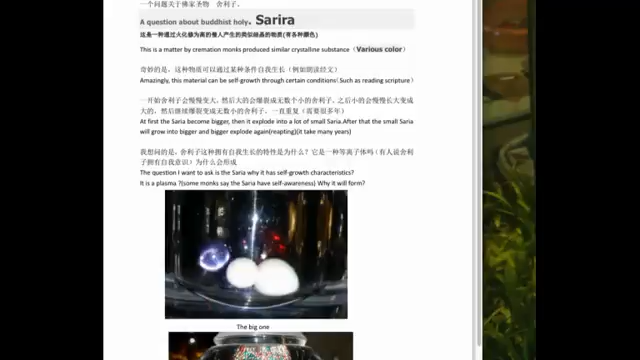 一个问题关于佛家圣物 舍利子。
A question about buddhist holy。Sarira
这是一种通过火化修为高的僧人产生的类似结晶的物质(有各种颜色)
This is a matter by cremation monks produced similar crystalline substance（Various color）
奇妙的是，这种物质可以通过某种条件自我生长（例如朗读经文）
Amazingly, this material can be self-growth through certain conditions（Such as reading scripture）
一开始舍利子会慢慢变大，然后大的会爆裂成无数个小的舍利子。之后小的会慢慢长大变成
大的，然后继续爆裂变成无数小的舍利子。一直重复（需要很多年）
At first the Saria become bigger, then it explode into a lot of small Saria.After that the small Saria
will grow into bigger and bigger explode again(reapting)(it take many years)
我想问的是，舍利子这种拥有自我生长的特性是为什么？它是一种等离子体吗（有人说舍利
子拥有自我意识）为什么会形成
The question I want to ask is the Saria why it has self-growth characteristics?
It is a plasma ?(some monks say the Saria have self-awareness) Why it will form?
The big one